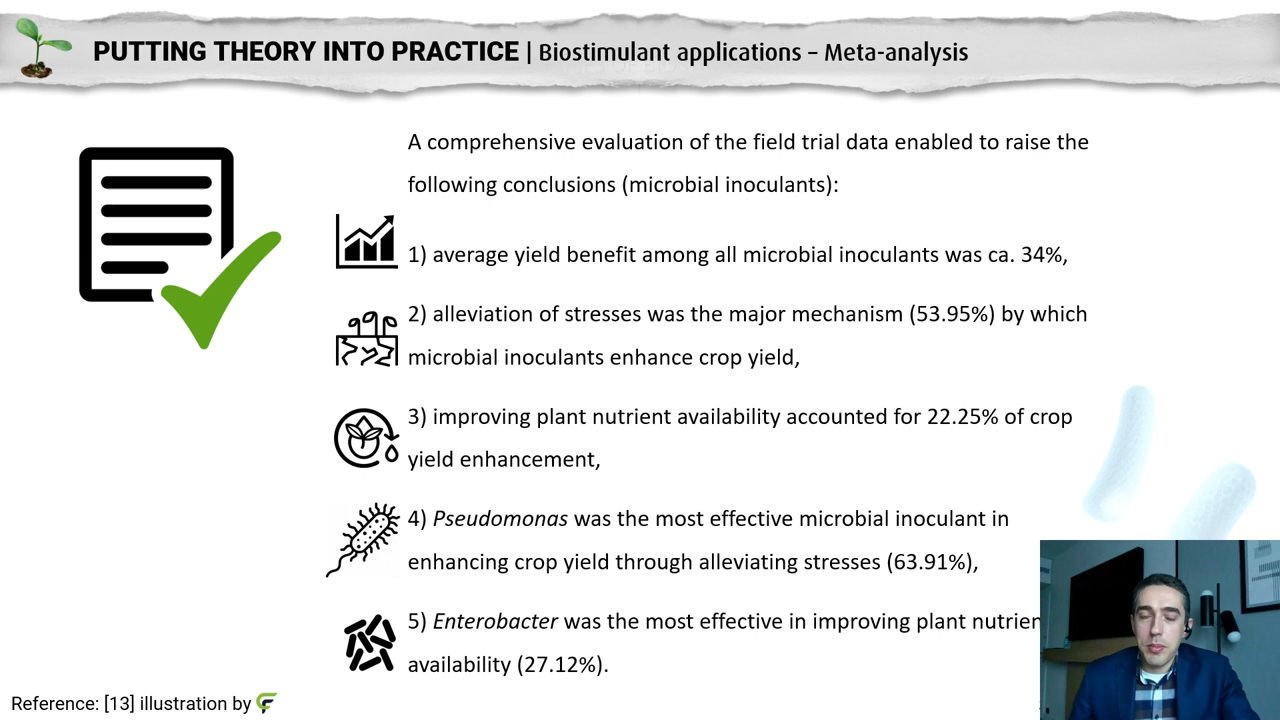 PUTTING THEORY INTO PRACTICE | Biostimulant applications – Meta-analysis
A comprehensive evaluation of the field trial data enabled to raise the
following conclusions (microbial inoculants):
1) average yield benefit among all microbial inoculants was ca. 34%,
2) alleviation of stresses was the major mechanism (53.95%) by which
microbial inoculants enhance crop yield,
3) improving plant nutrient availability accounted for 22.25% of crop
yield enhancement,
4) Pseudomonas was the most effective microbial inoculant in
enhancing crop yield through alleviating stresses (63.91%),
5) Enterobacter was the most effective in improving plant nutrien
availability (27.12%).
Reference: [13] illustration by